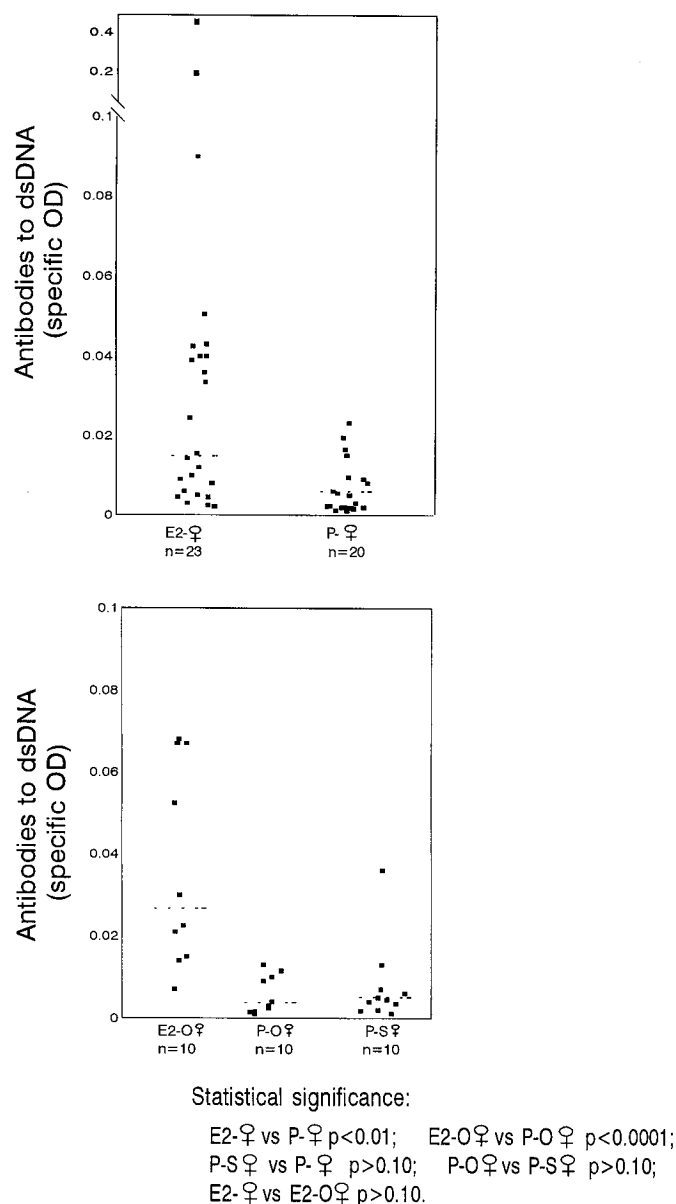 0.4
0.2
0.1
0.08
0.06
0.04
0.02
0
Antibodies to dsDNA
(specific OD)
E2-♀ P-♀
n=23 n=20
0.1
0.08
0.06
0.04
0.02
0
Antibodies to dsDNA
(specific OD)
E2-O♀ P-O♀ P-S♀
n=10 n=10 n=10
Statistical significance:
E2-♀ vs P-♀ p<0.01; E2-O♀ vs P-O♀ p<0.0001;
P-S♀ vs P-♀ p>0.10; P-O♀ vs P-S♀ p>0.10;
E2-♀ vs E2-O♀ p>0.10.